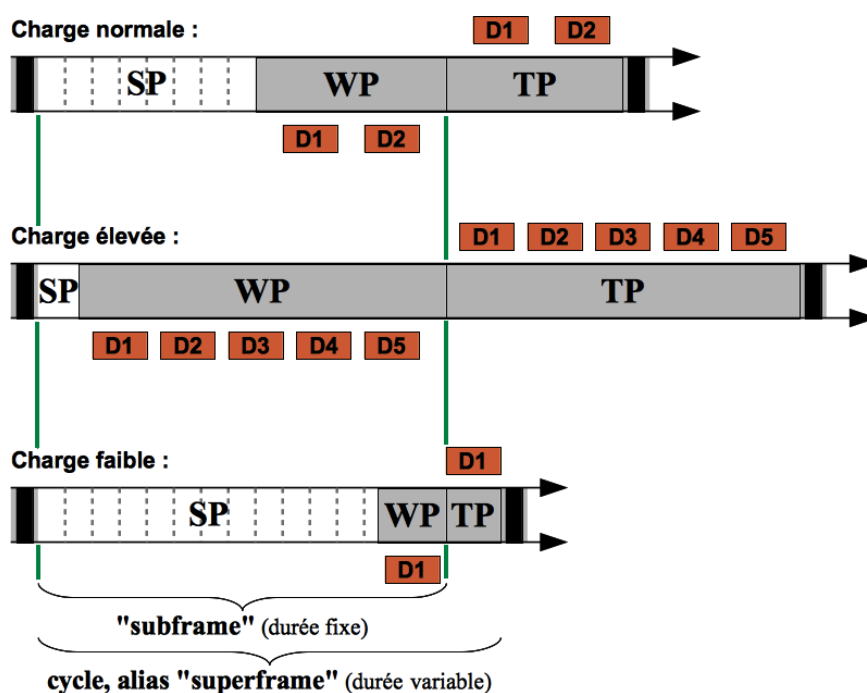 Charge normale :
D1 D2
SP WP TP
D1 D2
Charge élevée :
D1 D2 D3 D4 D5
SP WP TP
D1 D2 D3 D4 D5
Charge faible :
D1
SP WP TP
D1
"subframe" (durée fixe)
cycle, alias "superframe" (durée variable)